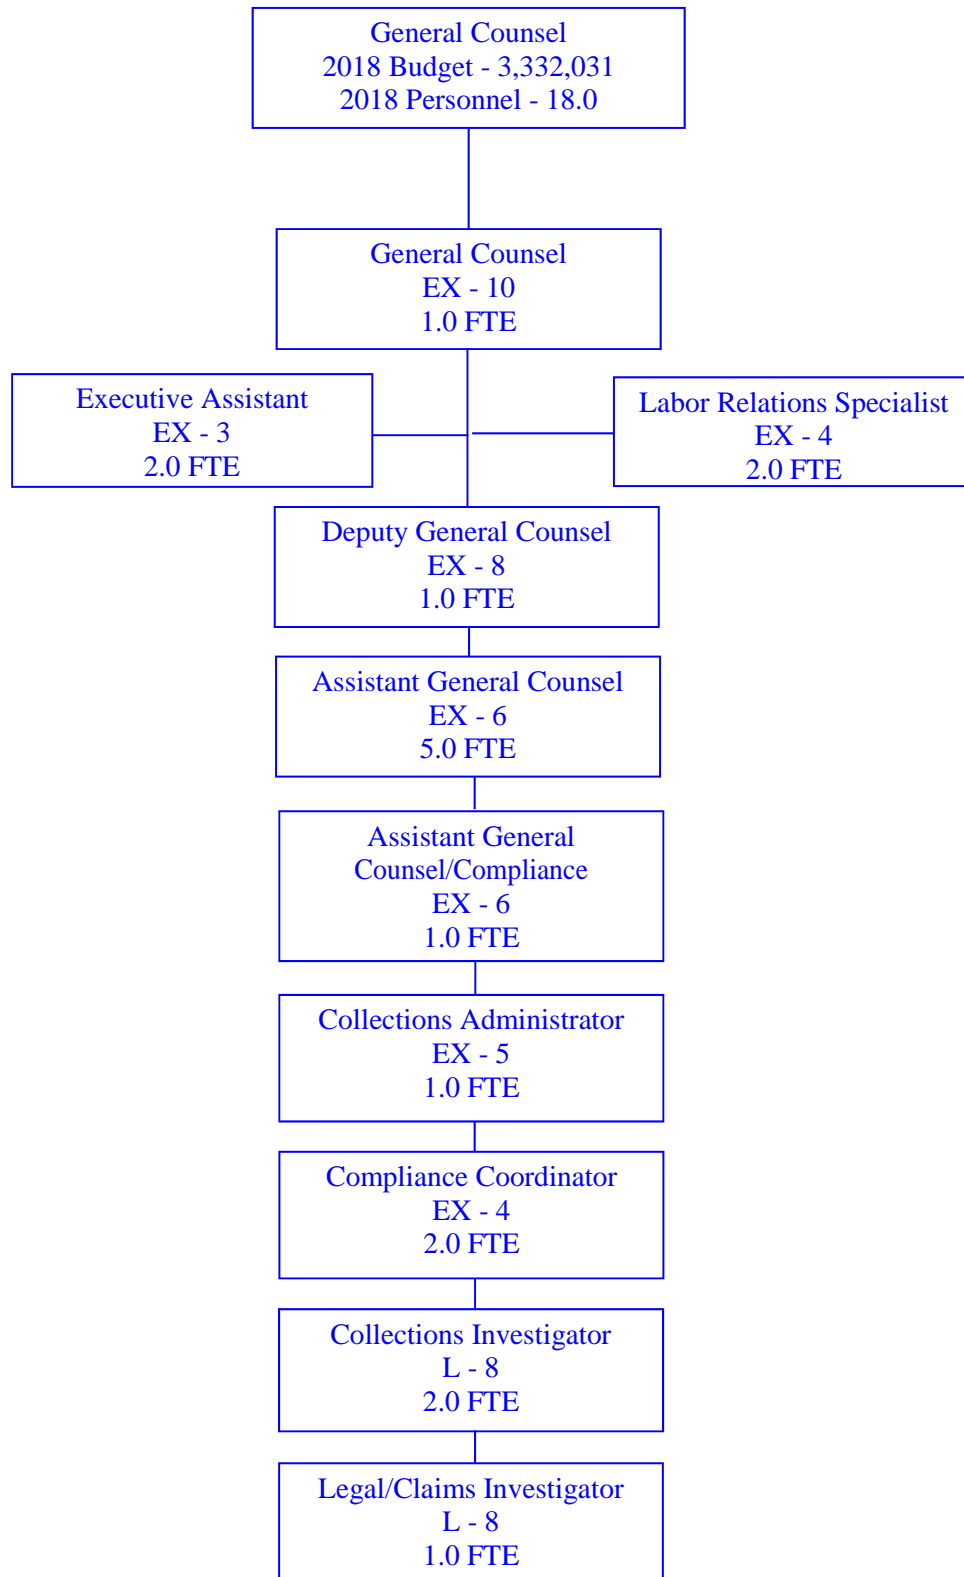 General Counsel
2018 Budget - 3,332,031
2018 Personnel - 18.0
General Counsel
EX - 10
1.0 FTE
Executive Assistant
EX - 3
2.0 FTE
Labor Relations Specialist
EX - 4
2.0 FTE
Deputy General Counsel
EX - 8
1.0 FTE
Assistant General Counsel
EX - 6
5.0 FTE
Assistant General
Counsel/Compliance
EX - 6
1.0 FTE
Collections Administrator
EX - 5
1.0 FTE
Compliance Coordinator
EX - 4
2.0 FTE
Collections Investigator
L - 8
2.0 FTE
Legal/Claims Investigator
L - 8
1.0 FTE